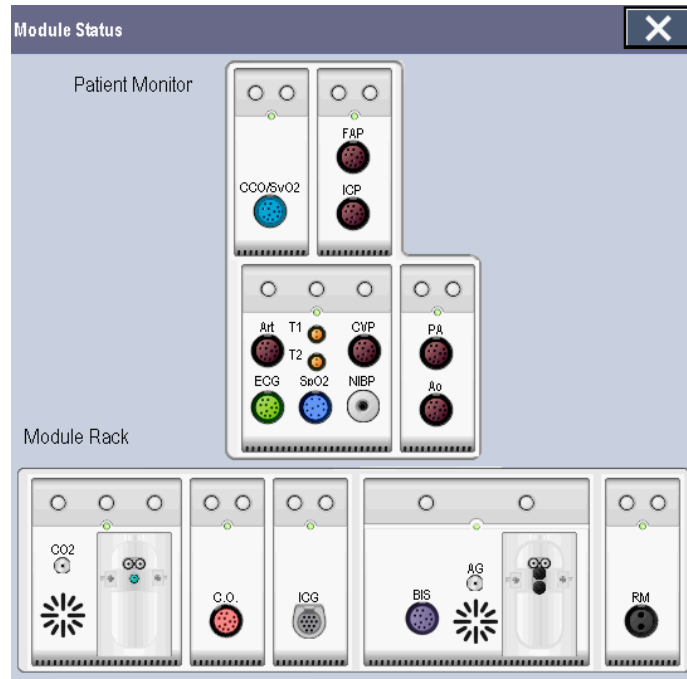 Module Status
Patient Monitor
FAP
CCO/SvO2 ICP
Art T1 CVP PA
T2
ECG SpO2 NIBP Ao
Module Rack
CO2
AG
C.O. ICG BIS RM